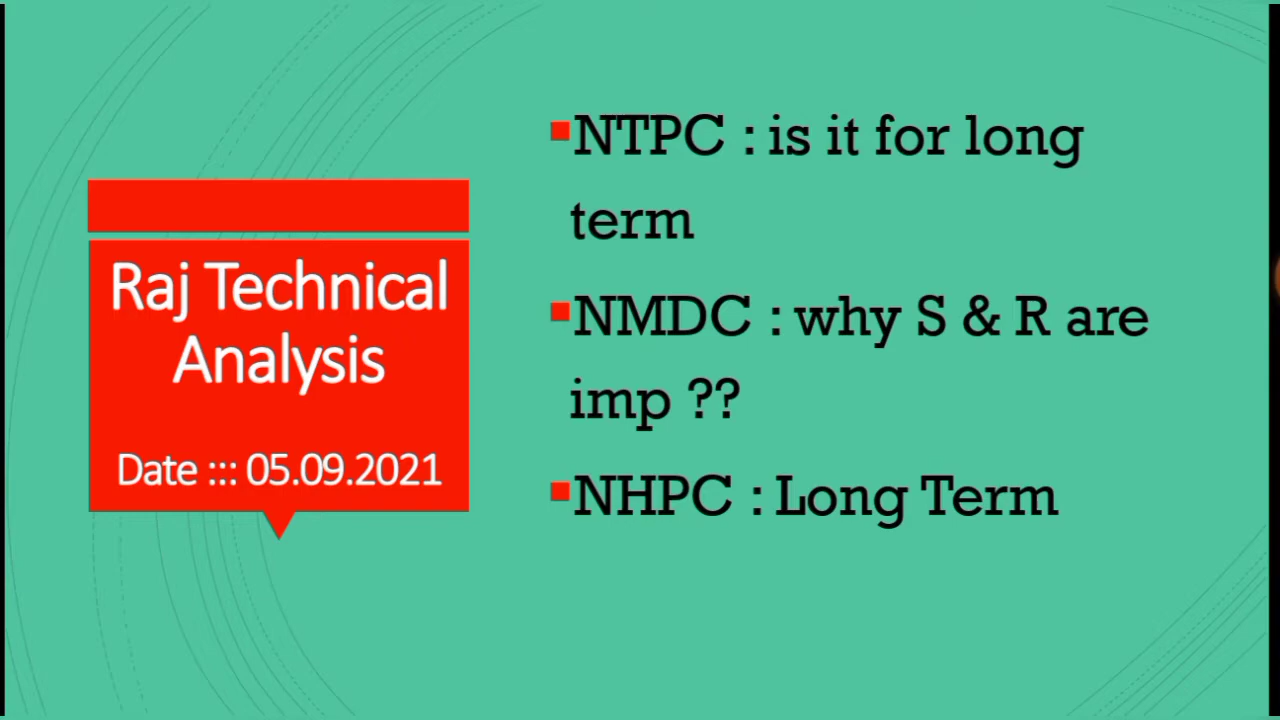 Raj Technical
Analysis
Date ::: 05.09.2021
NTPC : is it for long
term
NMDC : why S & R are
imp ??
NHPC : Long Term